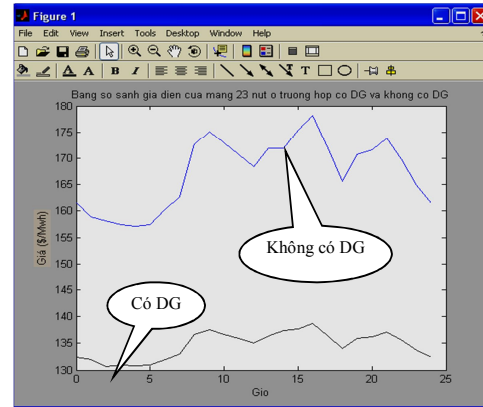 Figure 1
File Edit View Insert Tools Desktop Window Help
Bang so sanh gia dien cua mang 23 nut o truong hop co DG va khong co DG
180
175
170
165
160
155
150
145
140
135
130
Giá ($/Mwh)
Không có DG
Có DG
0 5 10 15 20 25
Gio